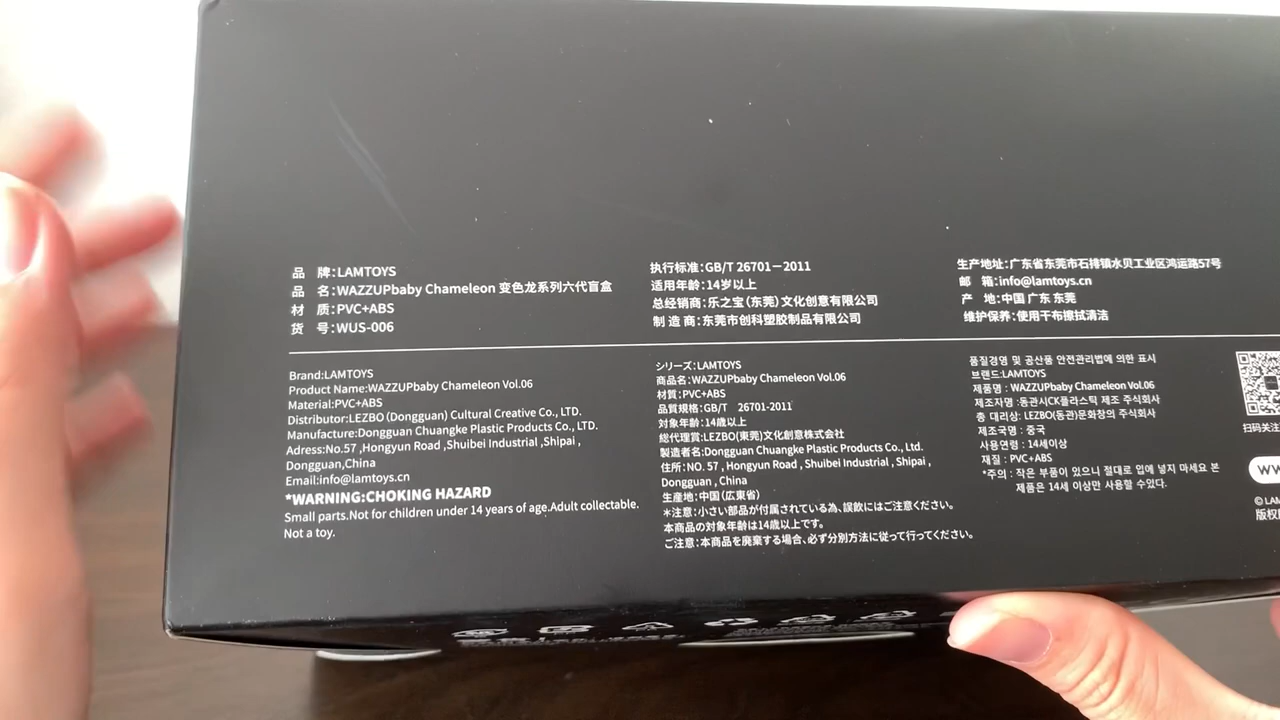 品 牌:LAMTOYS
品 名:WAZZUPbaby Chameleon 变色龙系列六代盲盒
材 质:PVC+ABS
货 号:WUS-006
执行标准:GB/T 26701－2011
适用年龄:14岁以上
总经销商:乐之宝(东莞)文化创意有限公司
制 造 商:东莞市创科塑胶制品有限公司
生产地址:广东省东莞市石排镇水贝工业区鸿运路57号
邮 箱:info@lamtoys.cn
产 地:中国 广东 东莞
维护保养:使用干布擦拭清洁
Brand:LAMTOYS
Product Name:WAZZUPbaby Chameleon Vol.06
Material:PVC+ABS
Distributor:LEZBO(Dongguan) Cultural Creative Co., LTD.
Manufacture:Dongguan Chuangke Plastic Products Co., LTD.
Adress:No.57 ,Hongyun Road ,Shuibei Industrial ,Shipai ,
Dongguan,China
Email:info@lamtoys.cn
*WARNING:CHOKING HAZARD
Small parts.Not for children under 14 years of age.Adult collectable.
Not a toy.
シリーズ:LAMTOYS
商品名:WAZZUPbaby Chameleon Vol.06
材質:PVC+ABS
品質規格:GB/T 26701-2011
対象年齢:14歳以上
総代理賞:LEZBO(東莞)文化創意株式会社
製造者名:Dongguan Chuangke Plastic Products Co., Ltd.
住所:NO. 57 , Hongyun Road , Shuibei Industrial , Shipai ,
Dongguan , China
生産地:中国(広東省)
＊注意:小さい部品が付属されている為、誤飲にはご注意ください。
本商品の対象年齢は14歳以上です。
ご注意:本商品を廃棄する場合、必ず分別方法に従って行ってください。
품질경영 및 공산품 안전관리법에 의한 표시
브랜드:LAMTOYS
제품명 : WAZZUPbaby Chameleon Vol.06
제조자명 :동관시CK플라스틱 제조 주식회사
총 대리상: LEZBO(동관)문화창의 주식회사
제조국명 : 중국
사용연령 : 14세이상
재질 : PVC+ABS
*주의 : 작은 부품이 있으니 절대로 입에 넣지 마세요 본
제품은 14세 이상만 사용할 수있다.
扫码关注
© LAM
版权